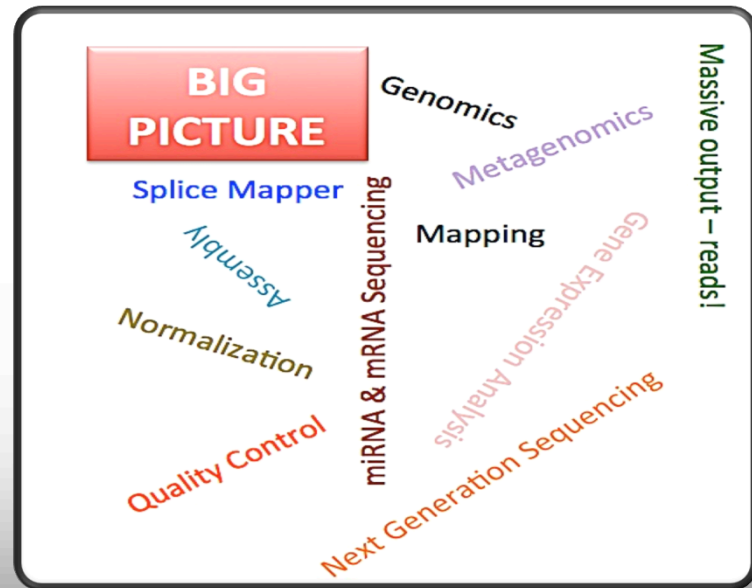 BIG
PICTURE
Genomics
Metagenomics
Massive output – reads!
Splice Mapper
miRNA & mRNA Sequencing
Mapping
Assembly
Gene Expression Analysis
Normalization
Quality Control
Next Generation Sequencing